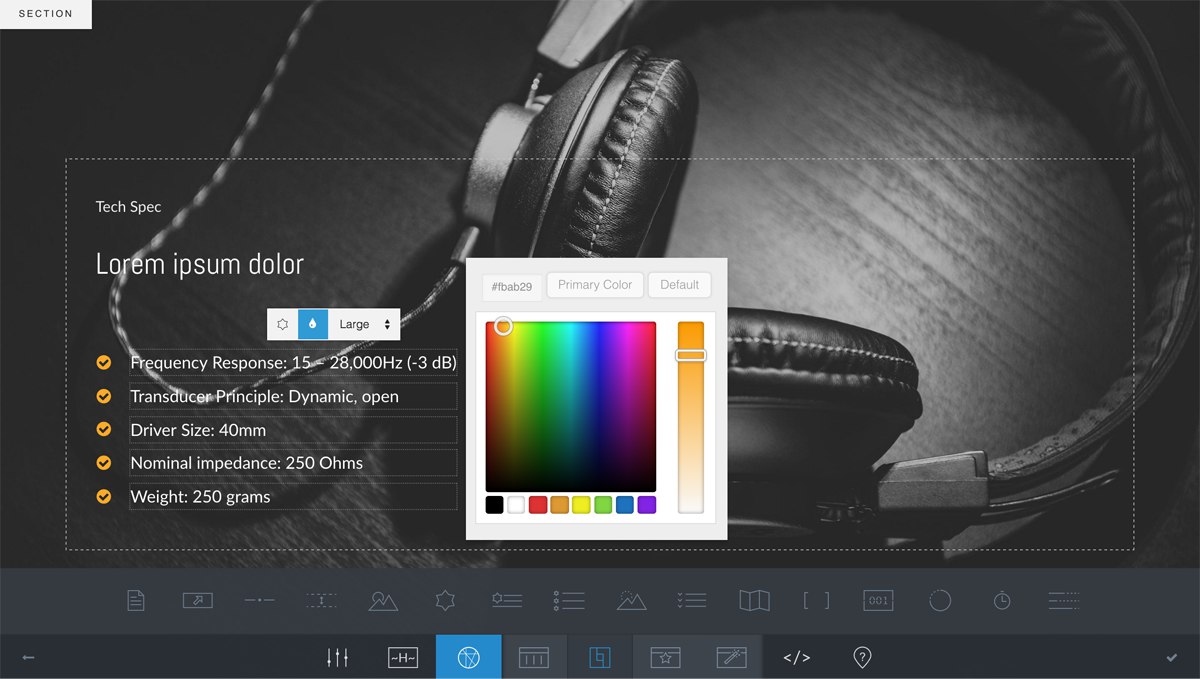 SECTION
Tech Spec
Lorem ipsum dolor
#fbab29
Primary Color
Default
Large
Frequency Response: 15 – 28,000Hz (-3 dB)
Transducer Principle: Dynamic, open
Driver Size: 40mm
Nominal impedance: 250 Ohms
Weight: 250 grams
001
~H~
</>
?